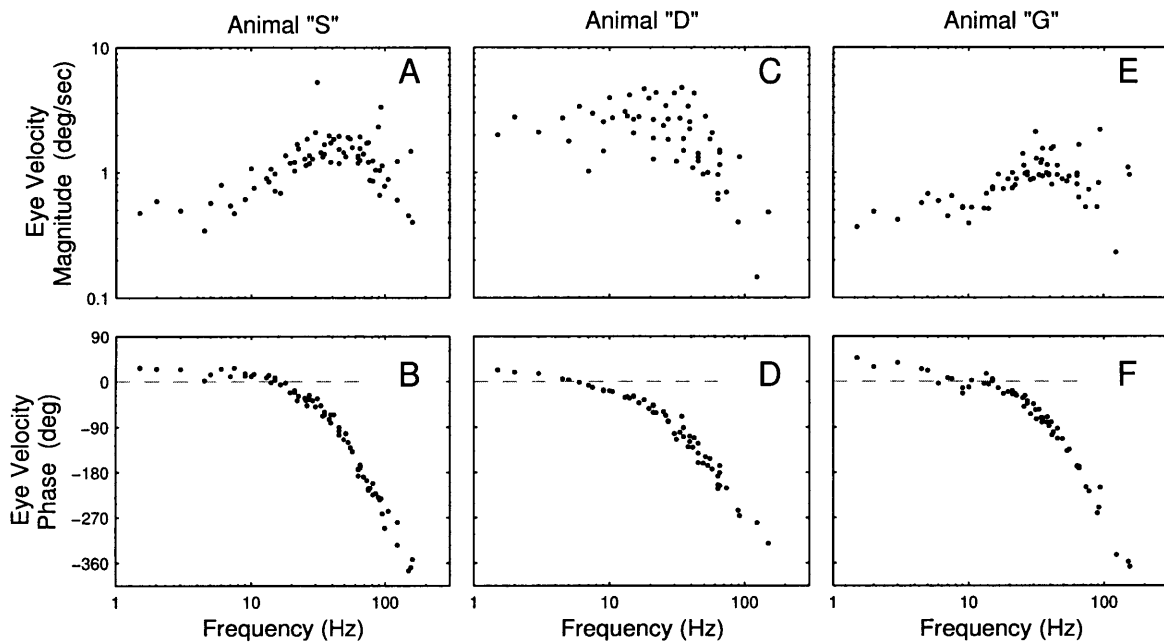 Animal "S"
Animal "D"
Animal "G"
Eye Velocity
Magnitude (deg/sec)
10
1
0.1
A
C
E
Eye Velocity
Phase (deg)
90
0
−90
−180
−270
−360
B
D
F
1
10
100
1
10
100
1
10
100
Frequency (Hz)
Frequency (Hz)
Frequency (Hz)